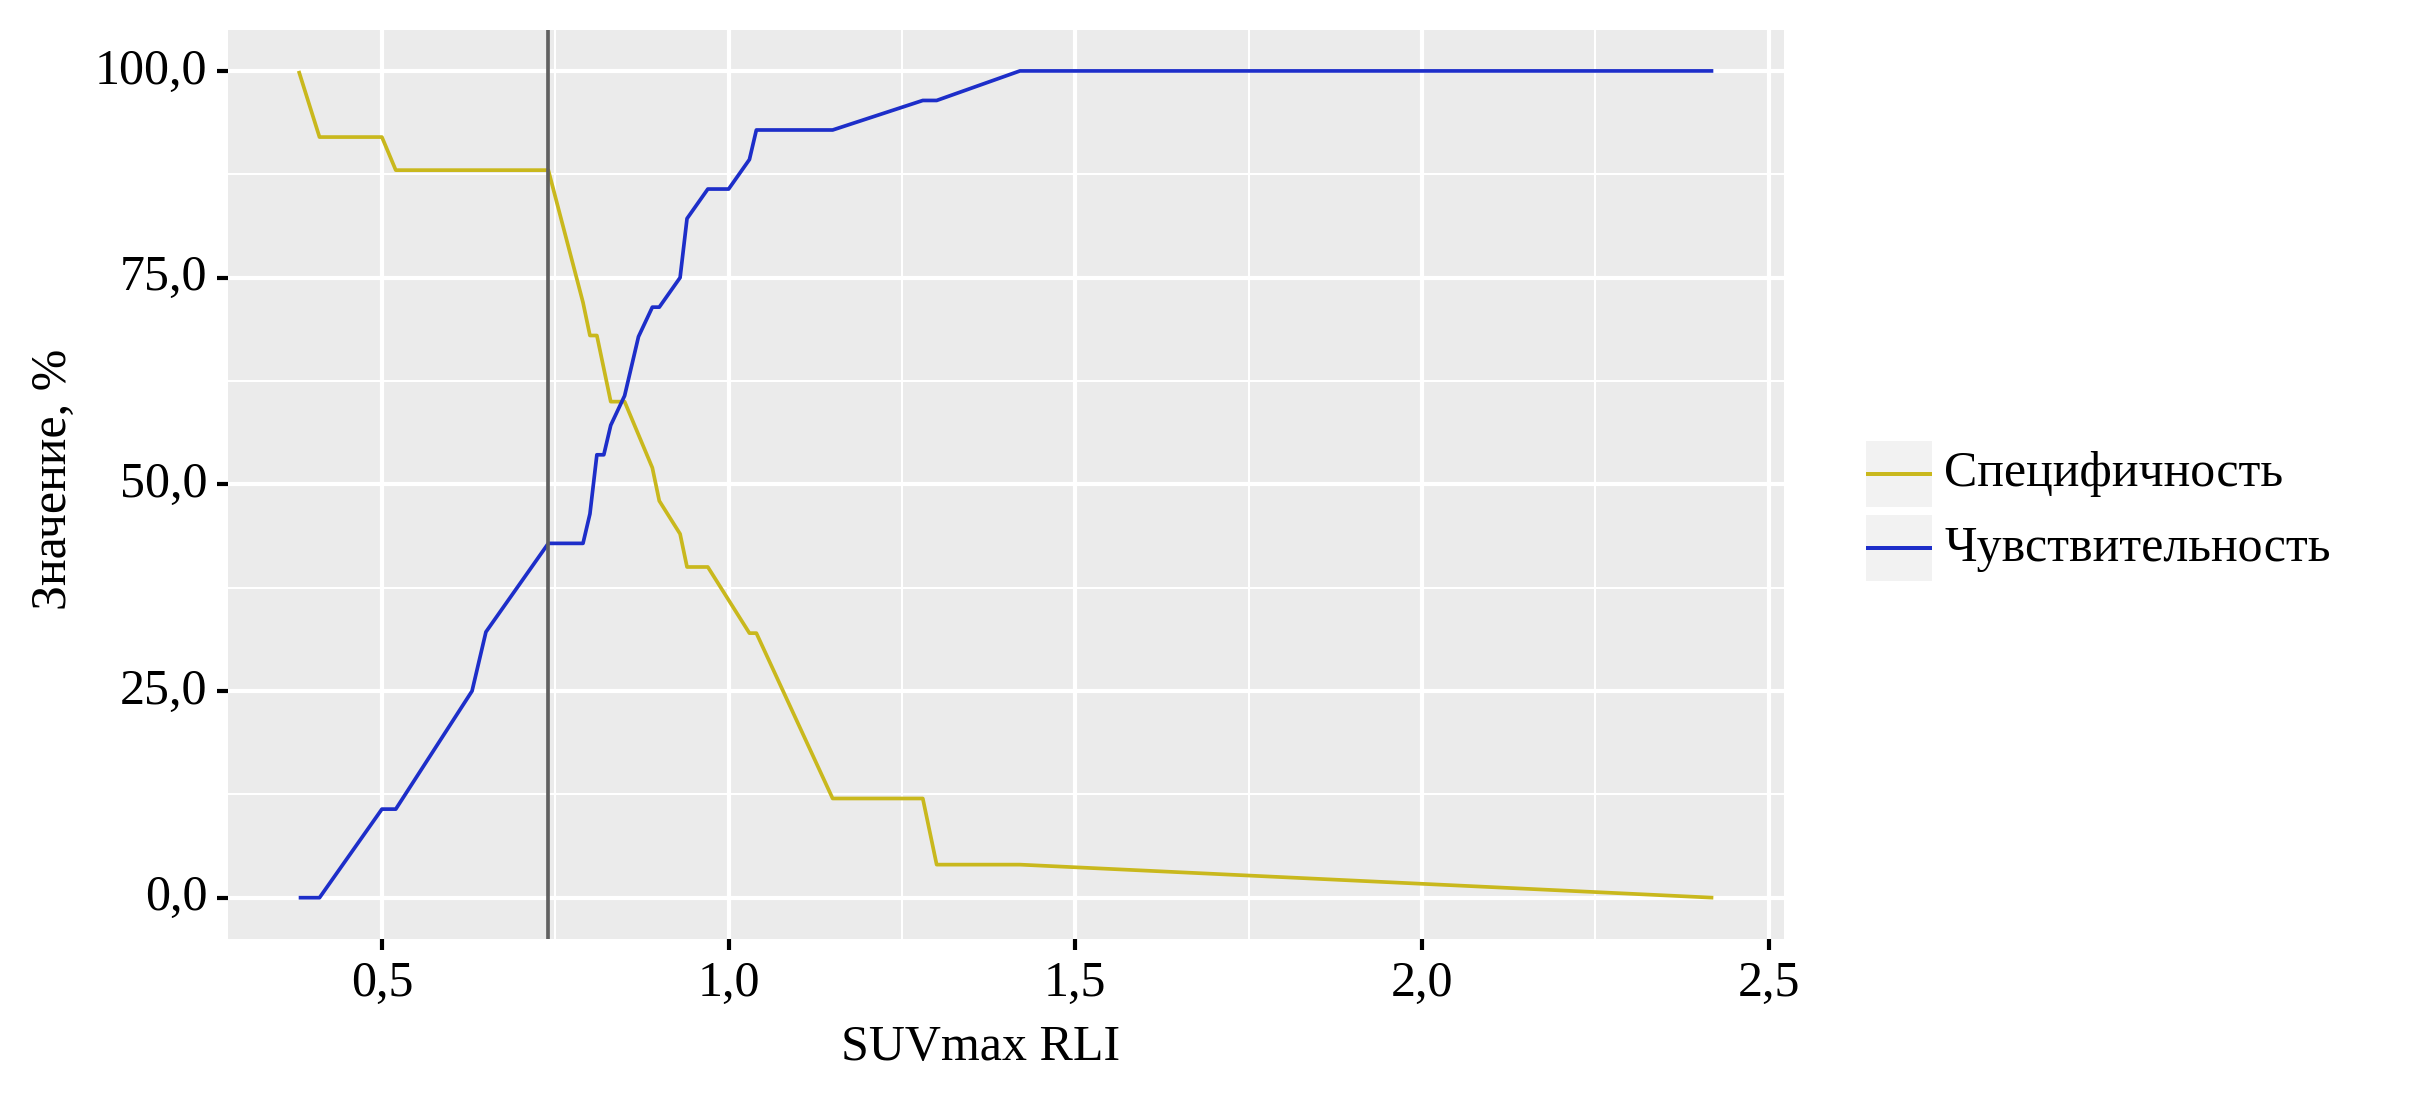 100,0
75,0
50,0
25,0
0,0
Значение, %
0,5
1,0
1,5
2,0
2,5
SUVmax RLI
Специфичность
Чувствительность